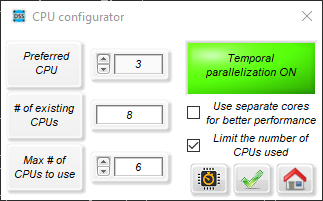 DSS CPU configurator
Preferred
CPU
3
Temporal
parallelization ON
# of existing
CPUs
8
Use separate cores
for better performance
Max # of
CPUs to use
6
Limit the number of
CPUs used